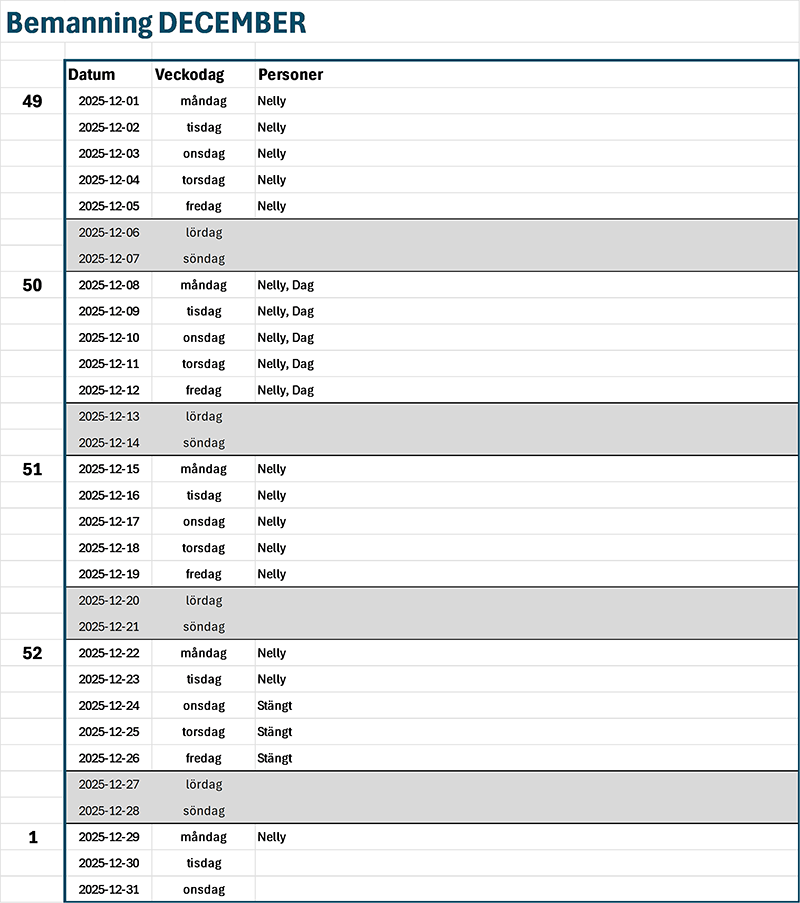 Bemanning DECEMBER
Datum Veckodag Personer
49 2025-12-01 måndag Nelly
2025-12-02 tisdag Nelly
2025-12-03 onsdag Nelly
2025-12-04 torsdag Nelly
2025-12-05 fredag Nelly
2025-12-06 lördag
2025-12-07 söndag
50 2025-12-08 måndag Nelly, Dag
2025-12-09 tisdag Nelly, Dag
2025-12-10 onsdag Nelly, Dag
2025-12-11 torsdag Nelly, Dag
2025-12-12 fredag Nelly, Dag
2025-12-13 lördag
2025-12-14 söndag
51 2025-12-15 måndag Nelly
2025-12-16 tisdag Nelly
2025-12-17 onsdag Nelly
2025-12-18 torsdag Nelly
2025-12-19 fredag Nelly
2025-12-20 lördag
2025-12-21 söndag
52 2025-12-22 måndag Nelly
2025-12-23 tisdag Nelly
2025-12-24 onsdag Stängt
2025-12-25 torsdag Stängt
2025-12-26 fredag Stängt
2025-12-27 lördag
2025-12-28 söndag
1 2025-12-29 måndag Nelly
2025-12-30 tisdag
2025-12-31 onsdag